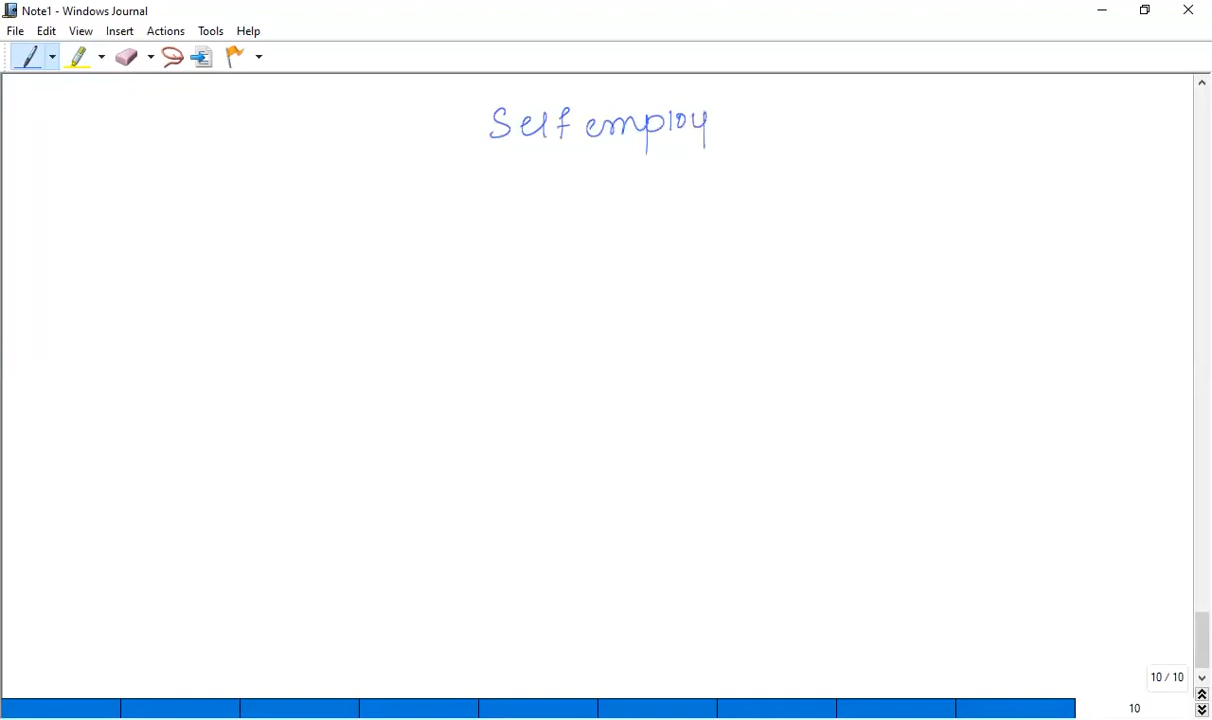 Note1 - Windows Journal
File Edit View Insert Actions Tools Help
Self employ
10 / 10
10